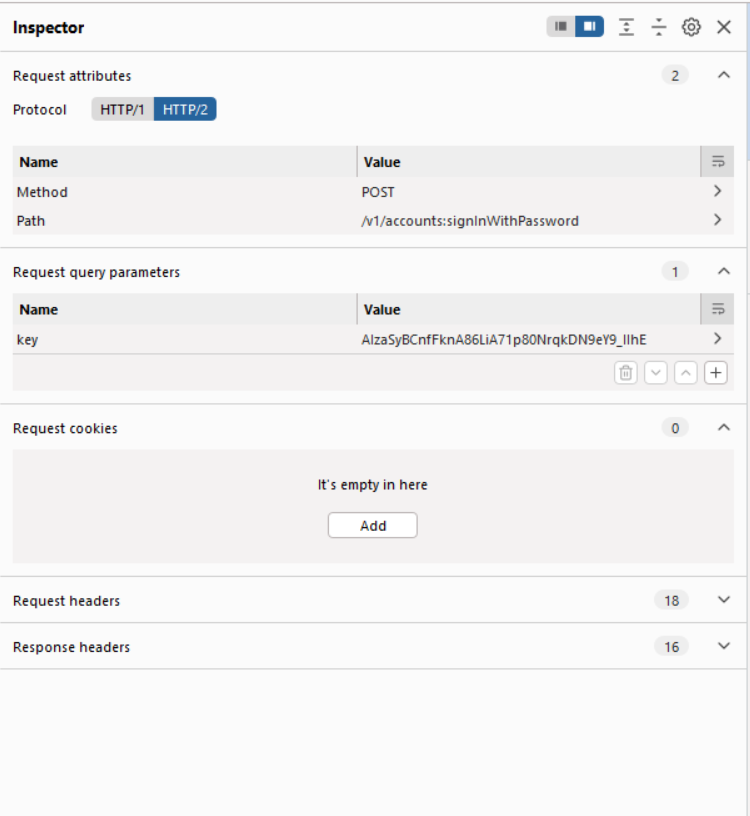 Inspector
Request attributes 2
Protocol HTTP/1 HTTP/2
Name Value
Method POST
Path /v1/accounts:signInWithPassword
Request query parameters 1
Name Value
key AIzaSyBCnfFknA86LiA71p80NrqkDN9eY9_IIhE
Request cookies 0
It's empty in here
Add
Request headers 18
Response headers 16